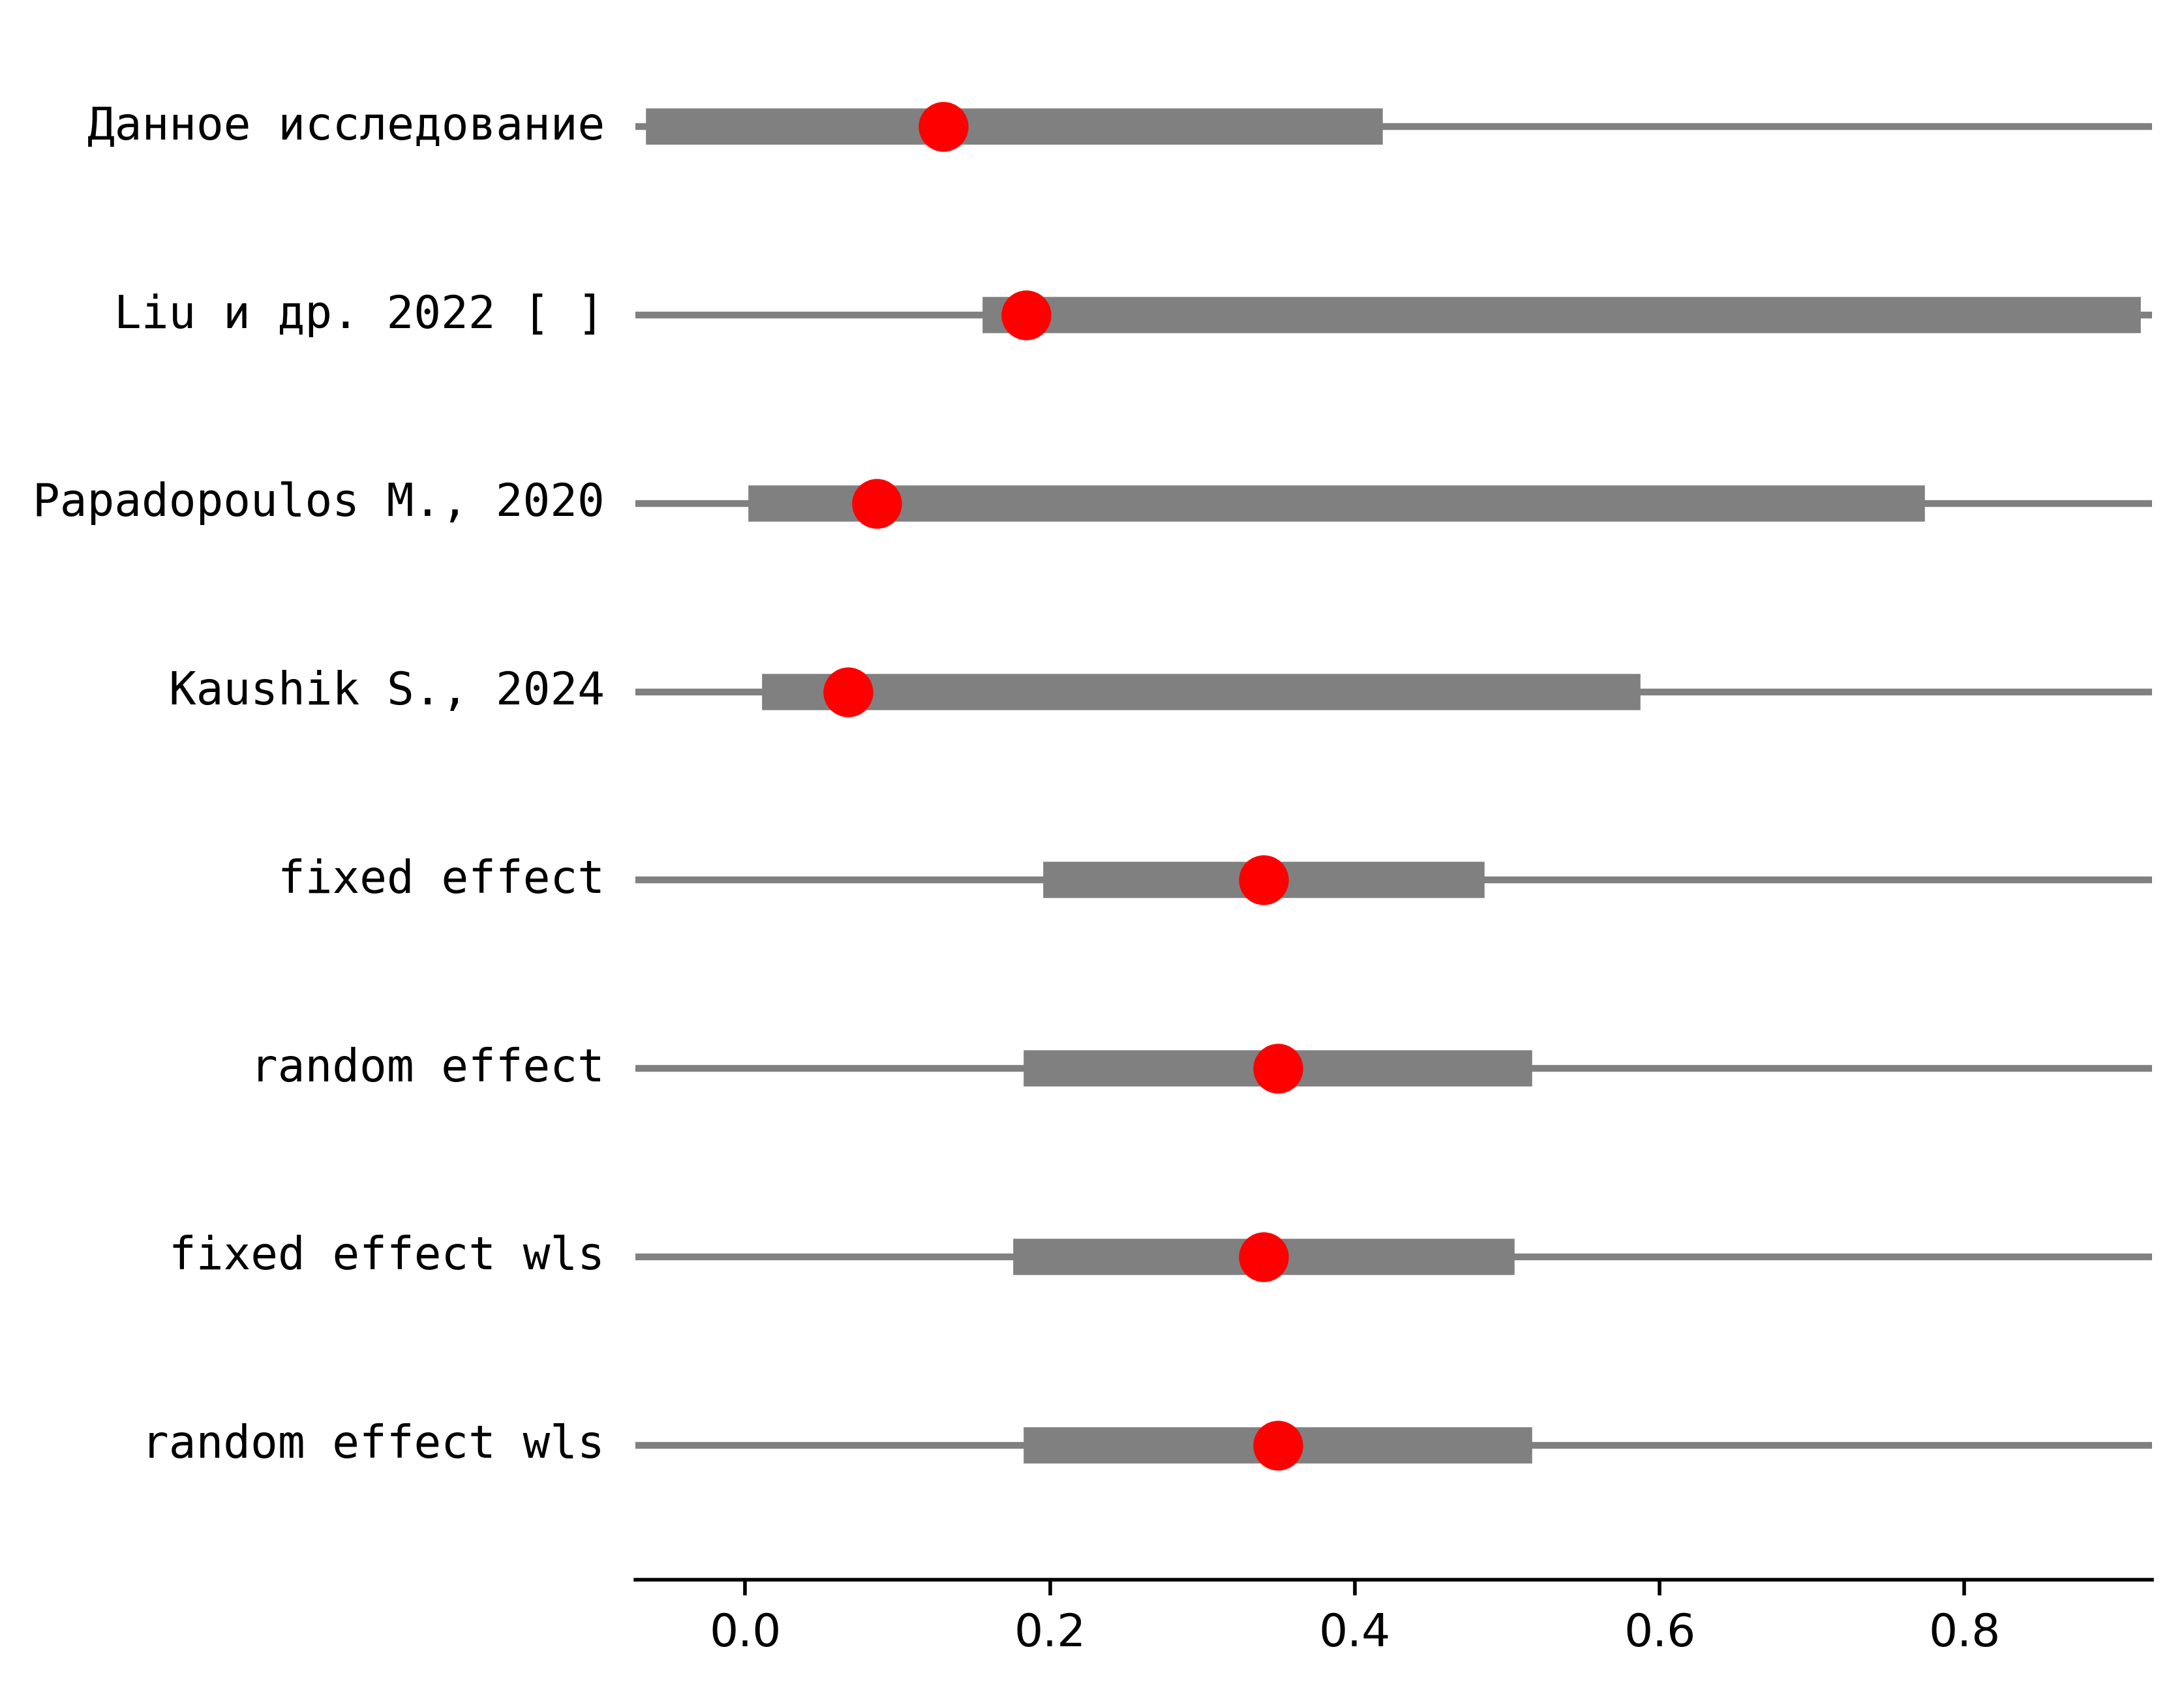 Данное исследование
Liu и др. 2022 [ ]
Papadopoulos M., 2020
Kaushik S., 2024
fixed effect
random effect
fixed effect wls
random effect wls
0.0 0.2 0.4 0.6 0.8